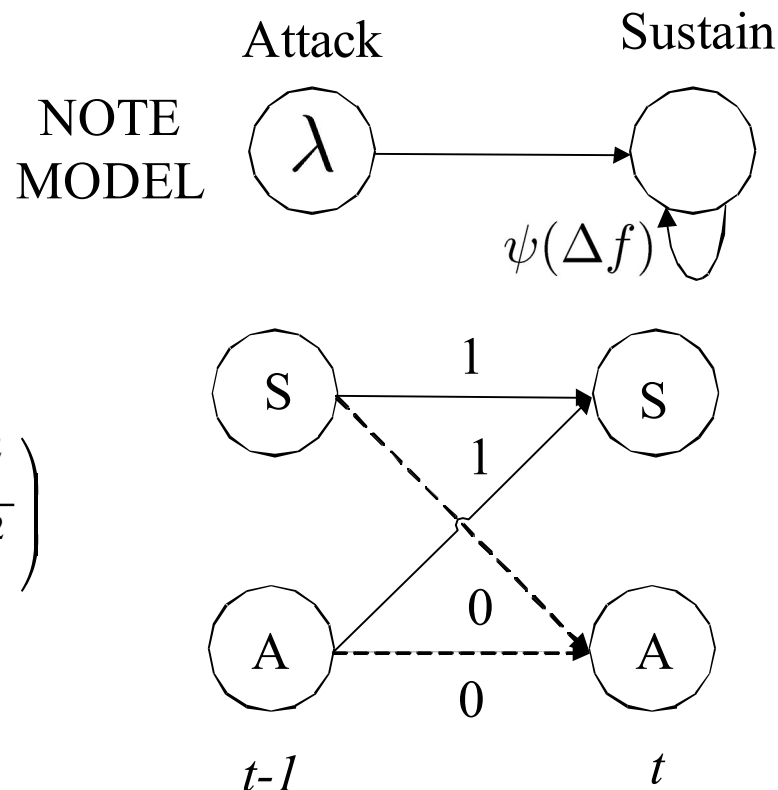 Attack Sustain
NOTE
MODEL
λ
ψ(Δf)
S 1 S
1
)
A 0 A
0
t-1 t